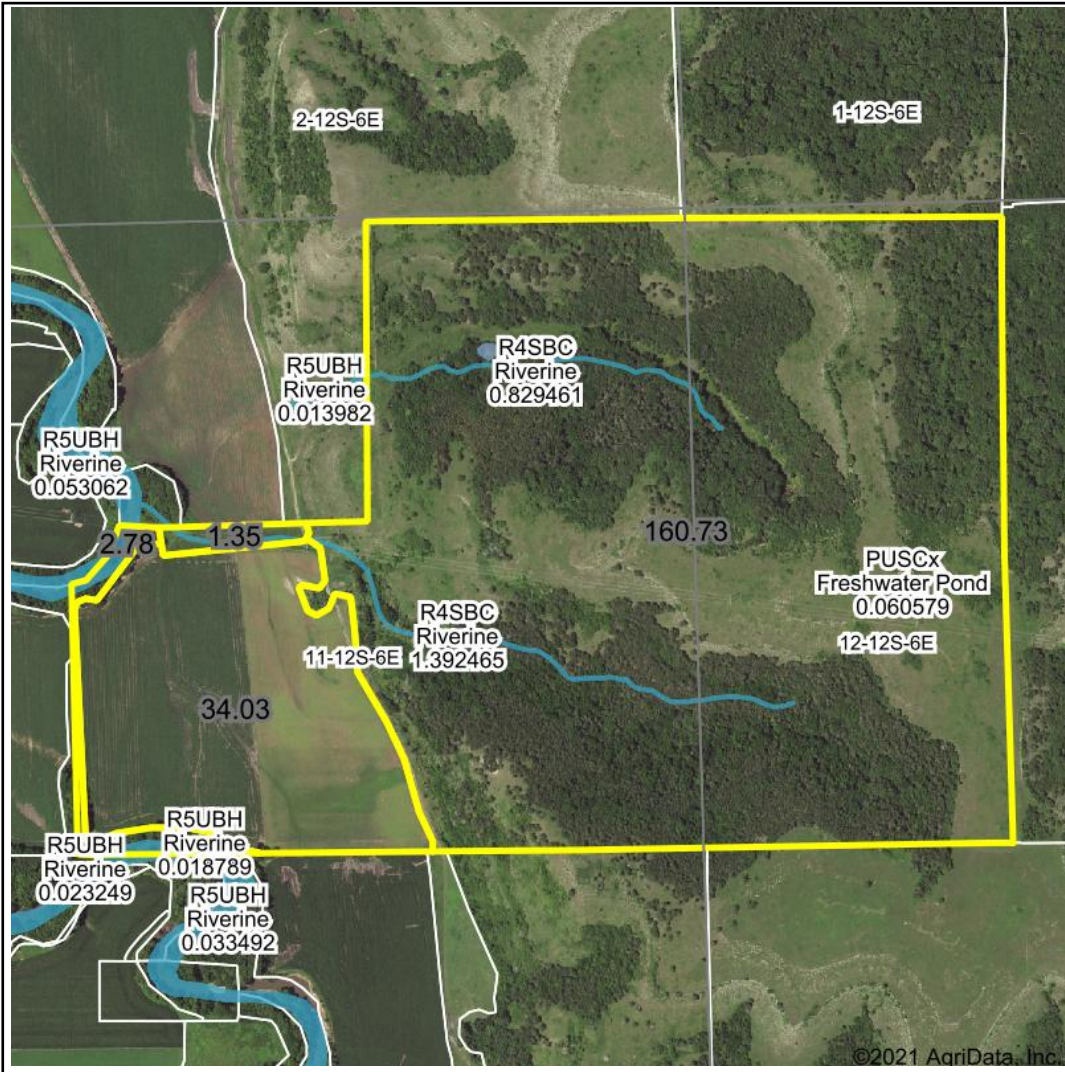 2-12S-6E
1-12S-6E
R5UBH
Riverine
0.013982
R4SBC
Riverine
0.829461
R5UBH
Riverine
0.053062
2.78
1.35
160.73
PUSCx
Freshwater Pond
0.060579
12-12S-6E
R4SBC
Riverine
1.392465
11-12S-6E
34.03
R5UBH
Riverine
0.018789
R5UBH
Riverine
0.023249
R5UBH
Riverine
0.033492
©2021 AgriData, Inc.